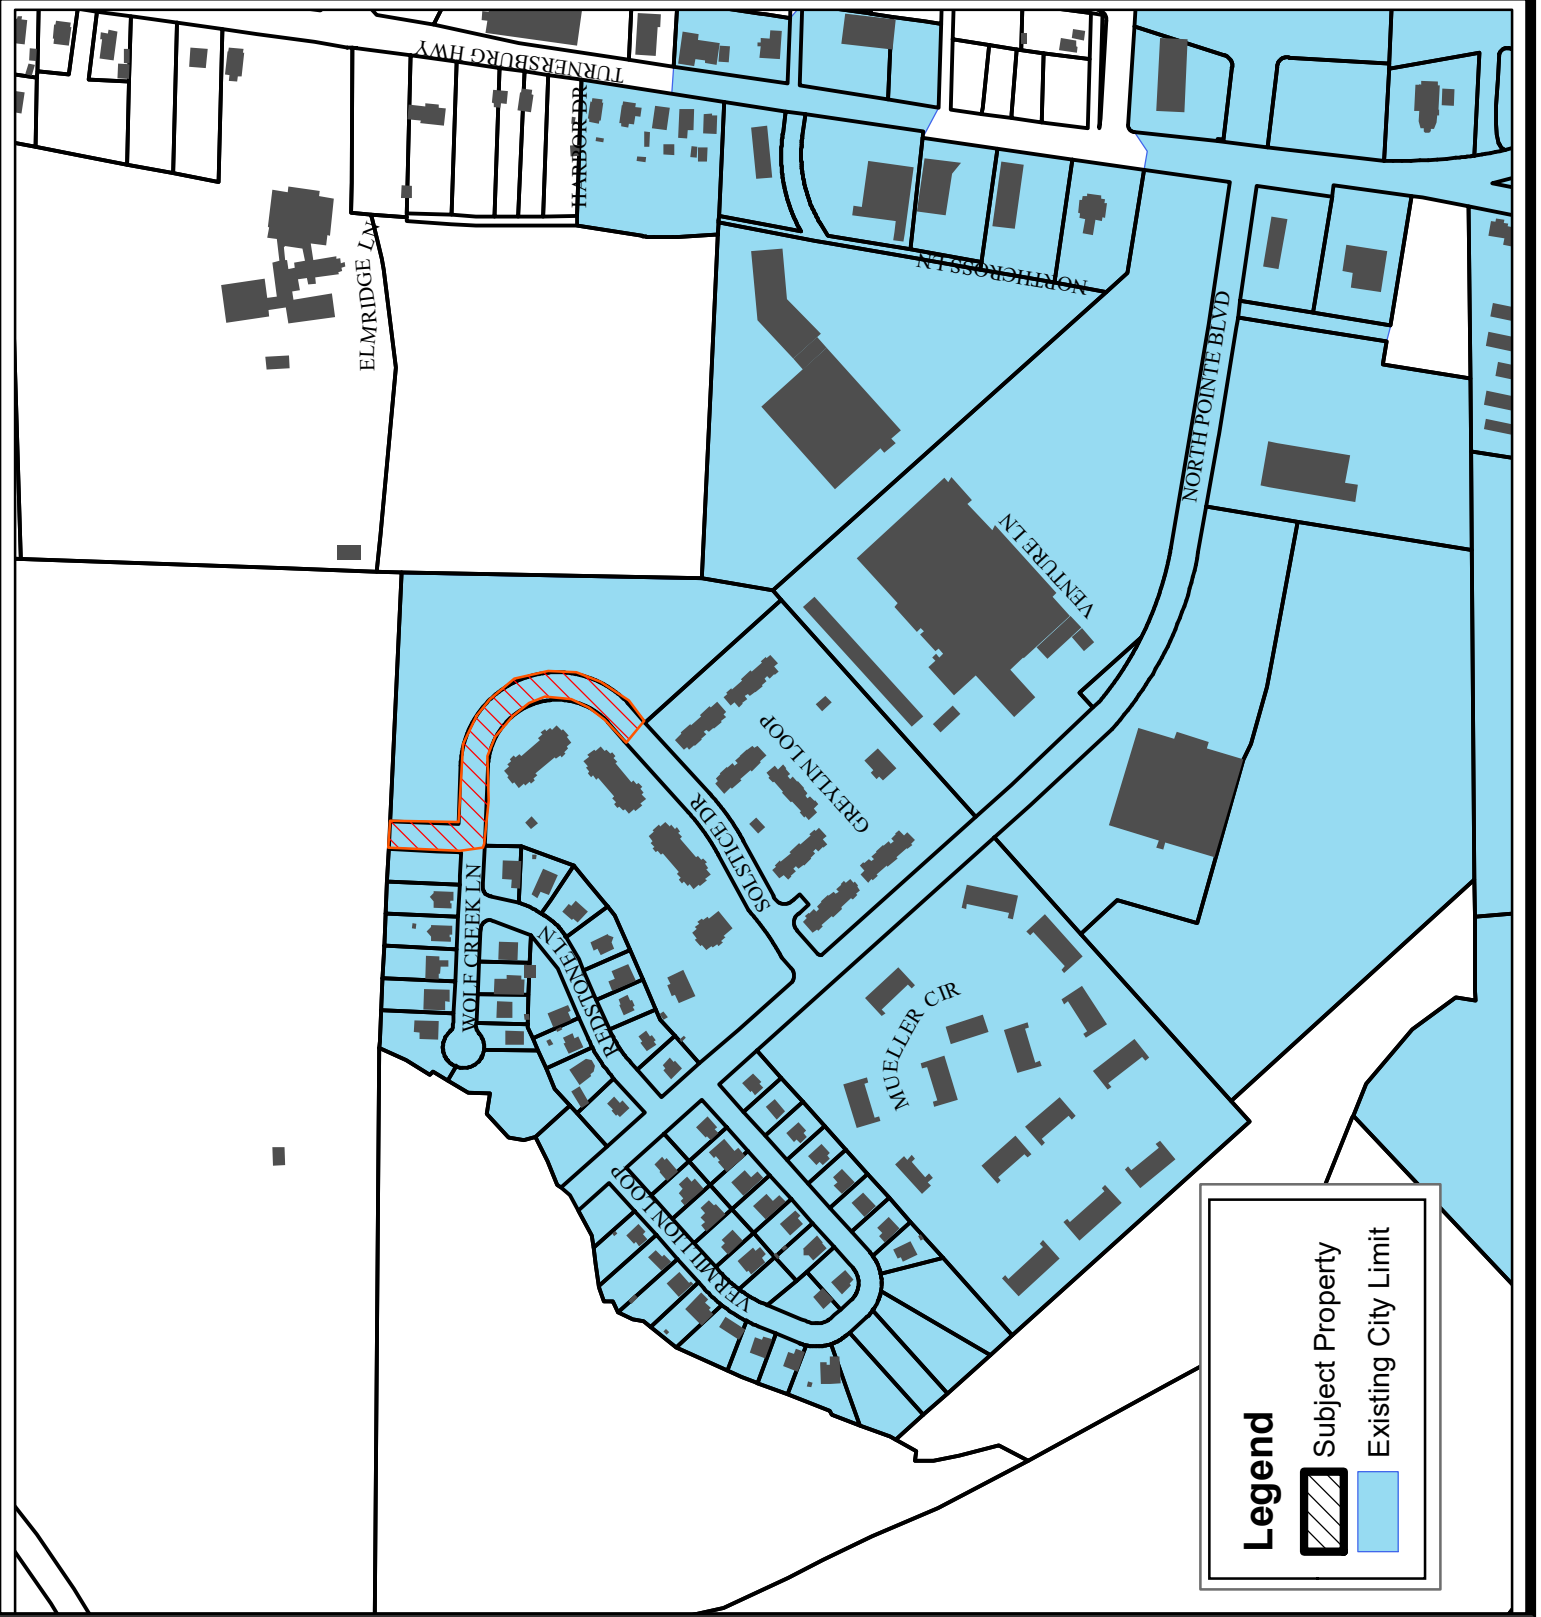 TURNERSBURG HWY
HARBOR DR
ELMRIDGE LN
NORTHCROSS LN
NORTH POINTE BLVD
VENTURE LN
GREYLIN LOOP
SOLSTICE DR
WOLF CREEK LN
REDSTONE LN
MUELLER CIR
VERMILLION LOOP
Legend
Subject Property
Existing City Limit